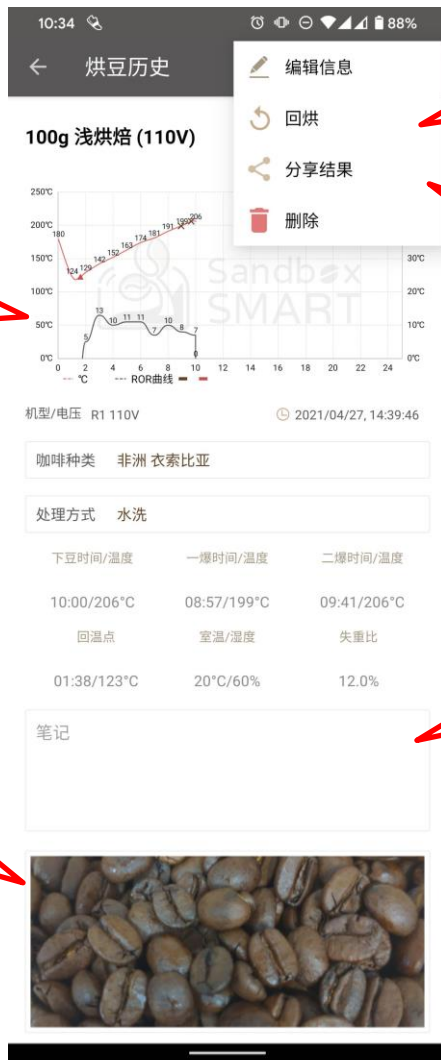 10:34 88%
烘豆历史
编辑信息
回烘
分享结果
删除
100g 浅烘焙 (110V)
250℃
200℃
150℃ 30℃
100℃ 20℃
50℃ 10℃
0℃ 0℃
180 124 129 142 152 163 174 181 191 199 206
5 13 10 11 11 7 10 8 7 0
Sandbox
SMART
0 2 4 6 8 10 12 14 16 18 20 22 24
℃ ROR曲线
机型/电压 R1 110V 2021/04/27, 14:39:46
咖啡种类 非洲 衣索比亚
处理方式 水洗
下豆时间/温度 一爆时间/温度 二爆时间/温度
10:00/206°C 08:57/199°C 09:41/206°C
回温点 室温/湿度 失重比
01:38/123°C 20°C/60% 12.0%
笔记